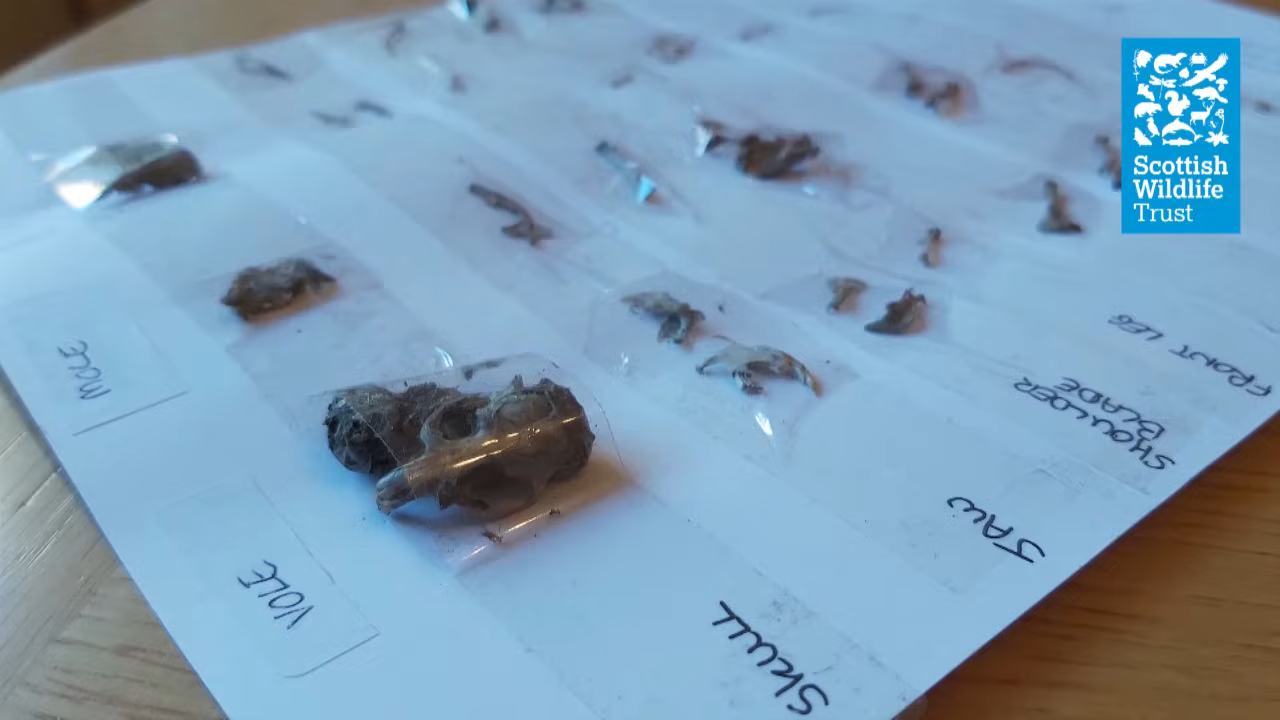 Scottish
Wildlife
Trust
MOLE
VOLE
SKULL
JAW
SHOULDER
BLADE
FRONT LEG